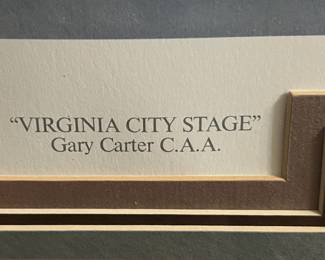 "VIRGINIA CITY STAGE"
Gary Carter C.A.A.